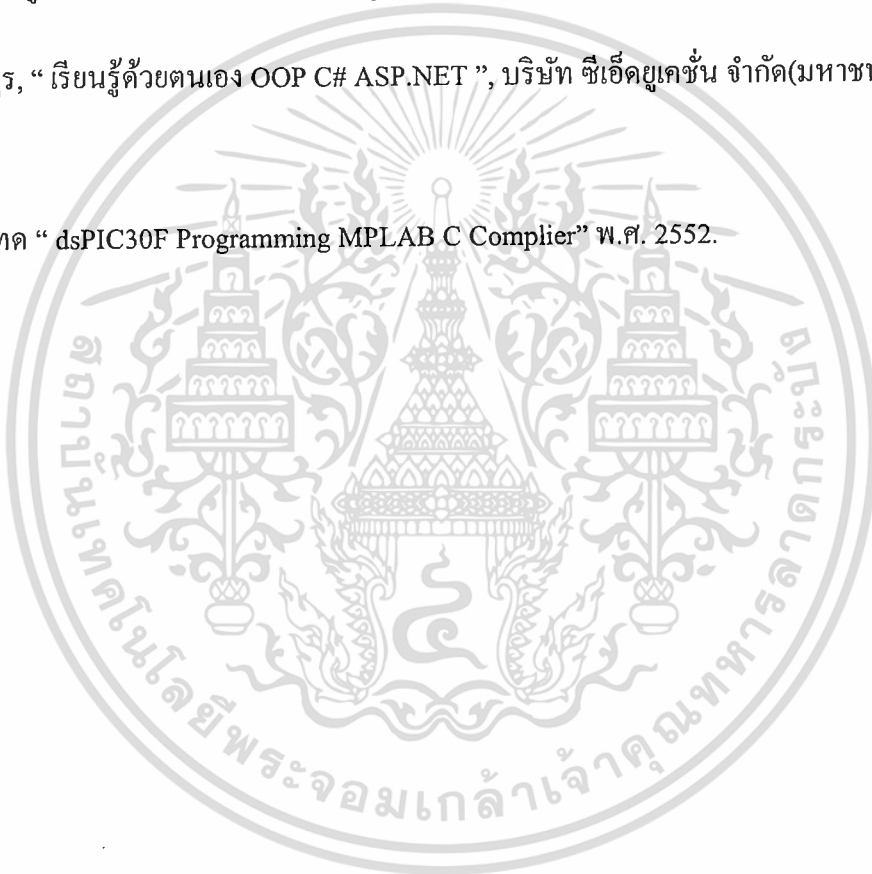 ร, “ เรียนรู้ด้วยตนเอง OOP C# ASP.NET ”, บริษัท ซีเอ็ดยูเคชั่น จำกัด(มหาช
ทค “ dsPIC30F Programming MPLAB C Complier” พ.ศ. 2552.
สถาบันเทคโนโลยีพระจอมเกล้าเจ้าคุณทหารลาดกระบัง